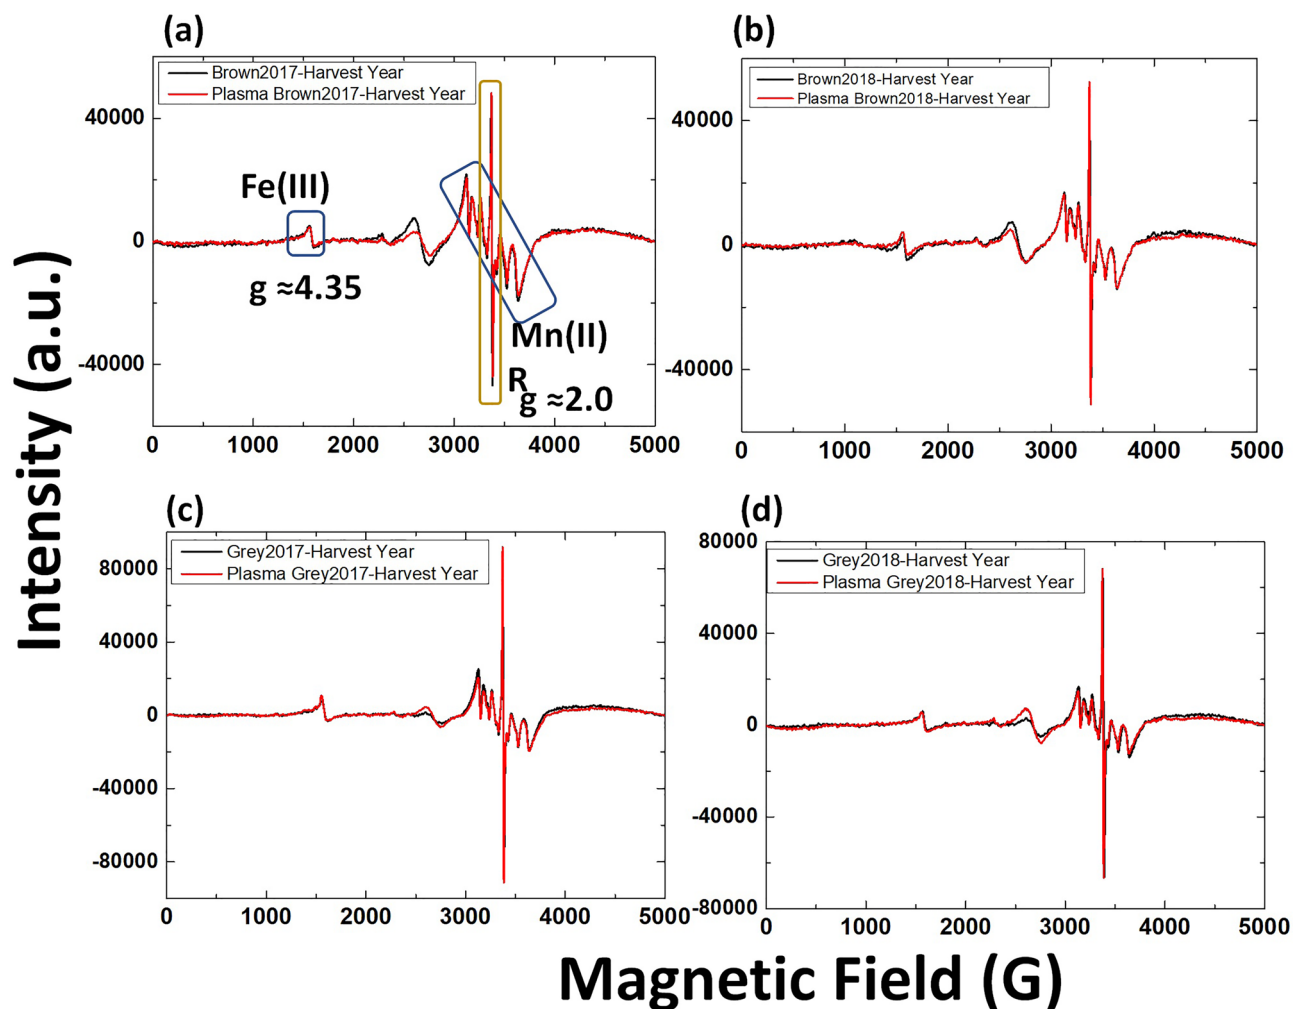 (a)
Brown2017-Harvest Year
Plasma Brown2017-Harvest Year
40000
0
-40000
Fe(III)
g ≈4.35
Mn(II)
R
g ≈2.0
0 1000 2000 3000 4000 5000
(b)
Brown2018-Harvest Year
Plasma Brown2018-Harvest Year
40000
0
-40000
0 1000 2000 3000 4000 5000
Intensity (a.u.)
(c)
Grey2017-Harvest Year
Plasma Grey2017-Harvest Year
80000
40000
0
-40000
-80000
0 1000 2000 3000 4000 5000
(d)
Grey2018-Harvest Year
Plasma Grey2018-Harvest Year
80000
40000
0
-40000
-80000
0 1000 2000 3000 4000 5000
Magnetic Field (G)